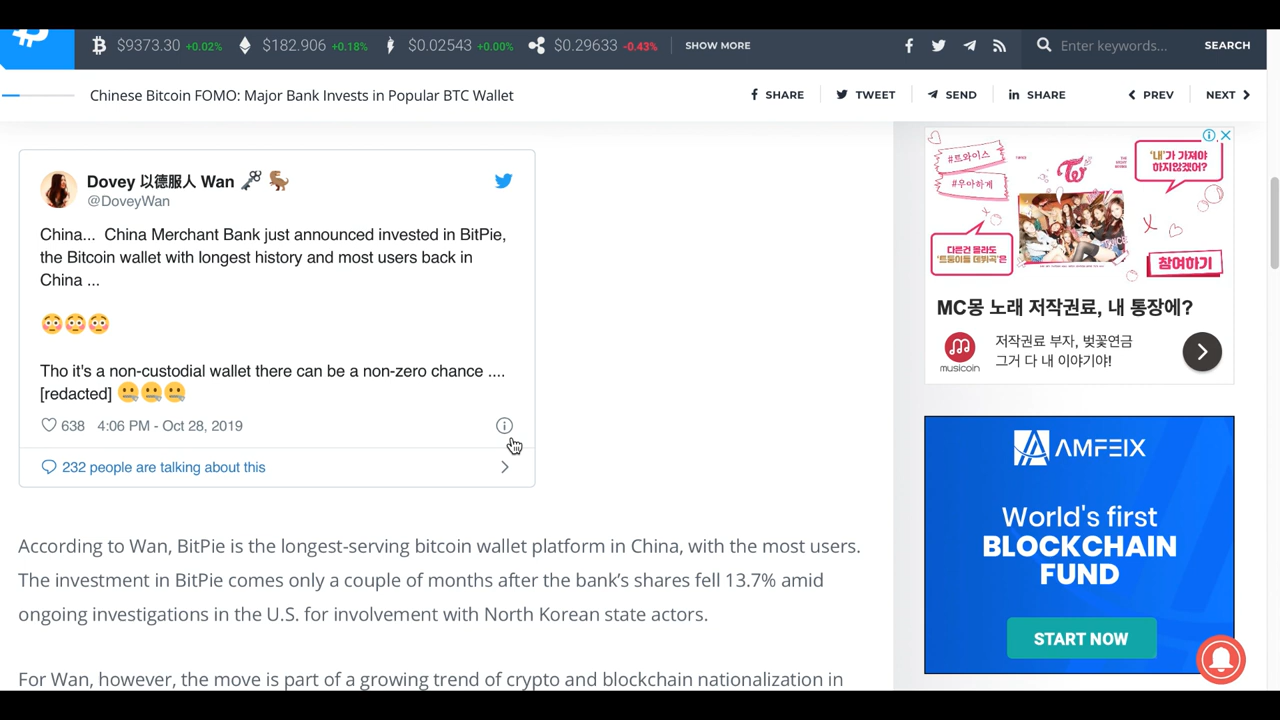 $9373.30 +0.02% $182.906 +0.18% $0.02543 +0.00% $0.29633 -0.43% SHOW MORE Enter keywords... SEARCH
Chinese Bitcoin FOMO: Major Bank Invests in Popular BTC Wallet SHARE TWEET SEND SHARE PREV NEXT
Dovey 以德服人 Wan 🗝🦖
@DoveyWan
China... China Merchant Bank just announced invested in BitPie,
the Bitcoin wallet with longest history and most users back in
China ...
😳😳😳
Tho it's a non-custodial wallet there can be a non-zero chance ....
[redacted] 🤐🤐🤐
638 4:06 PM - Oct 28, 2019
232 people are talking about this
According to Wan, BitPie is the longest-serving bitcoin wallet platform in China, with the most users.
The investment in BitPie comes only a couple of months after the bank's shares fell 13.7% amid
ongoing investigations in the U.S. for involvement with North Korean state actors.
For Wan, however, the move is part of a growing trend of crypto and blockchain nationalization in
#트와이스
#우아하게
'내'가 가져야
하지않겠어?
다른건 몰라도
'트둥이들 데뷔곡'은
참여하기
MC몽 노래 저작권료, 내 통장에?
musicoin
저작권료 부자, 벚꽃연금
그거 다 내 이야기야!
AMFEIX
World's first
BLOCKCHAIN
FUND
START NOW